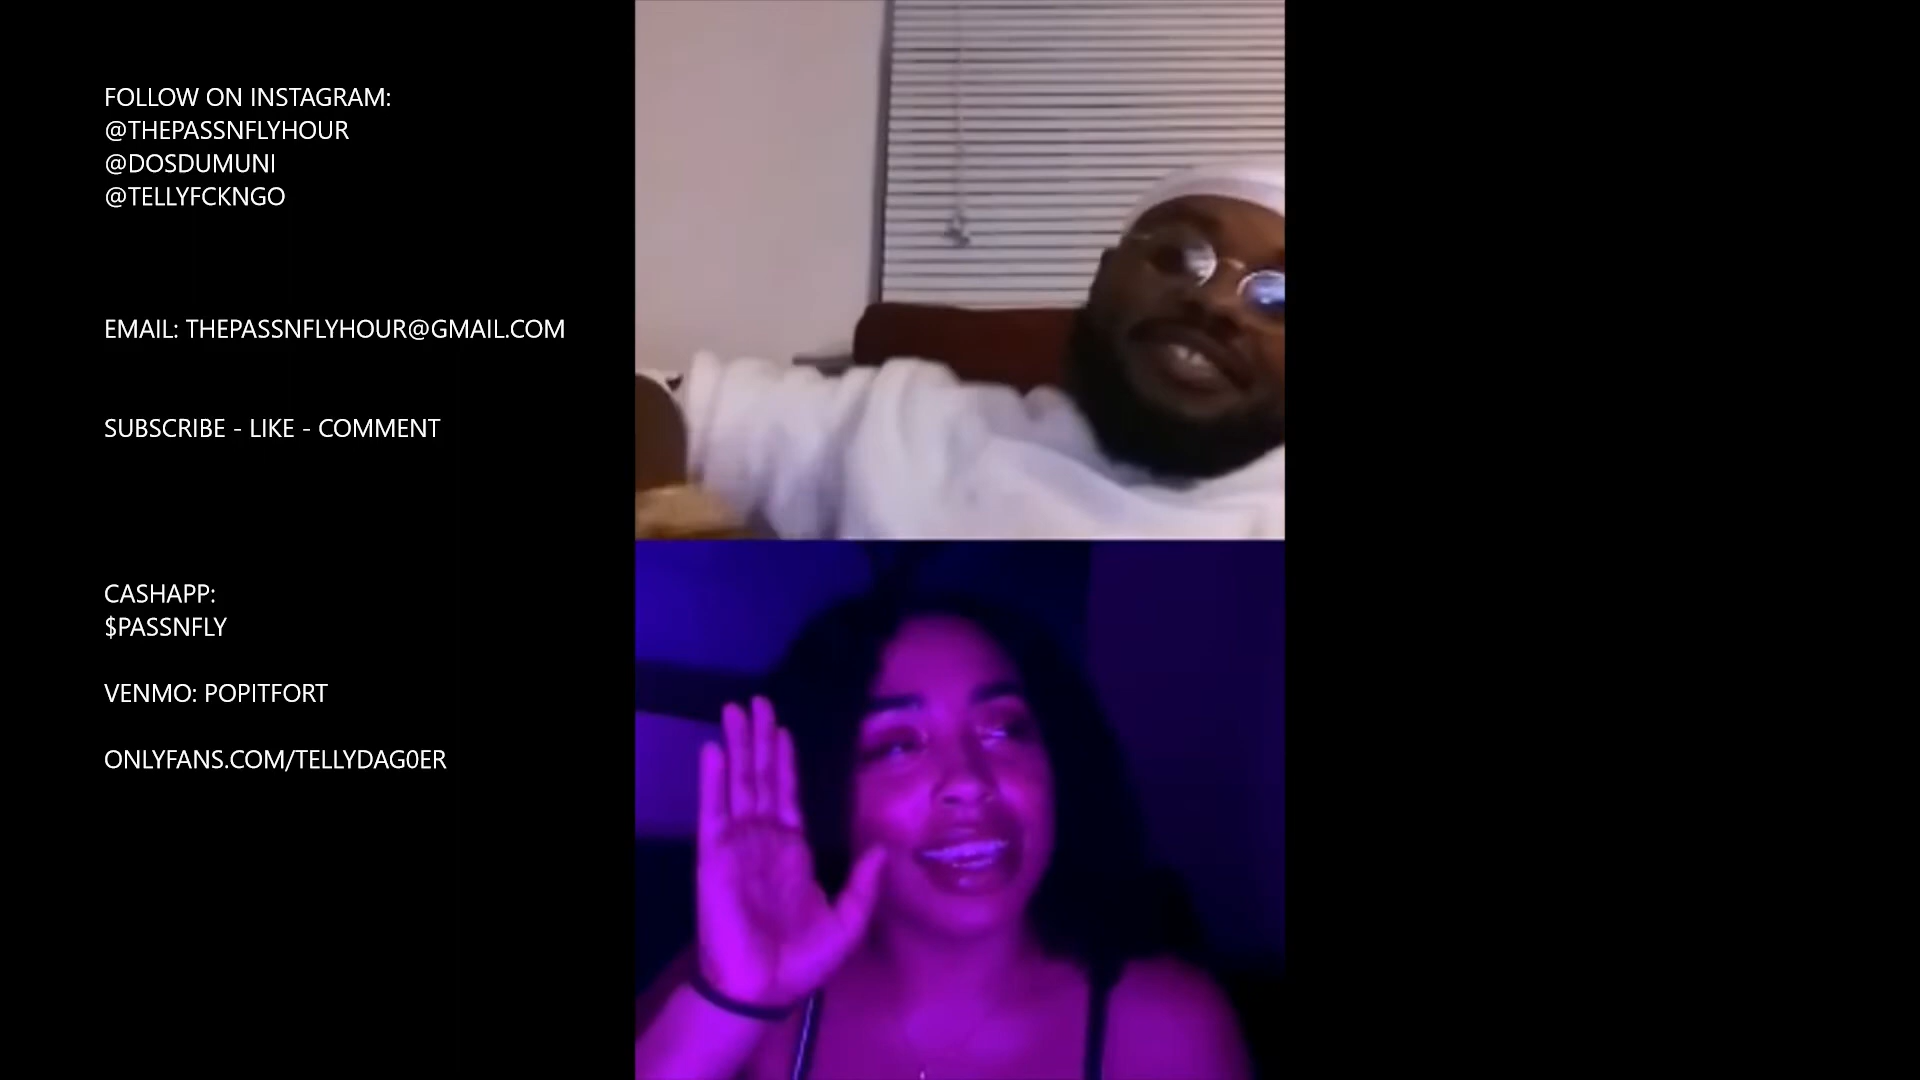 FOLLOW ON INSTAGRAM:
@THEPASSNFLYHOUR
@DOSDUMUNI
@TELLYFCKNGO
EMAIL: THEPASSNFLYHOUR@GMAIL.COM
SUBSCRIBE - LIKE - COMMENT
CASHAPP:
$PASSNFLY
VENMO: POPITFORT
ONLYFANS.COM/TELLYDAG0ER